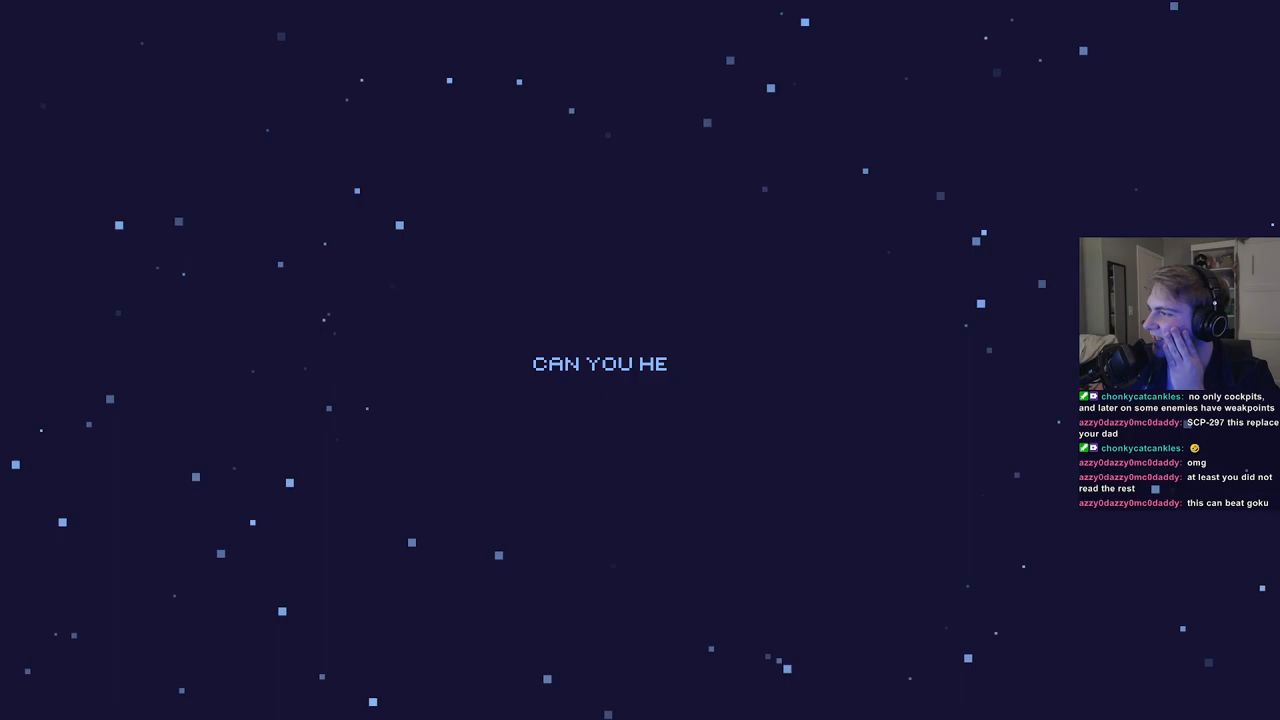 CAN YOU HE
chonkycatcankles: no only cockpits,
and later on some enemies have weakpoints
azzy0dazzy0mc0daddy: SCP-297 this replace
your dad
chonkycatcankles: 🤣
azzy0dazzy0mc0daddy: omg
azzy0dazzy0mc0daddy: at least you did not
read the rest
azzy0dazzy0mc0daddy: this can beat goku